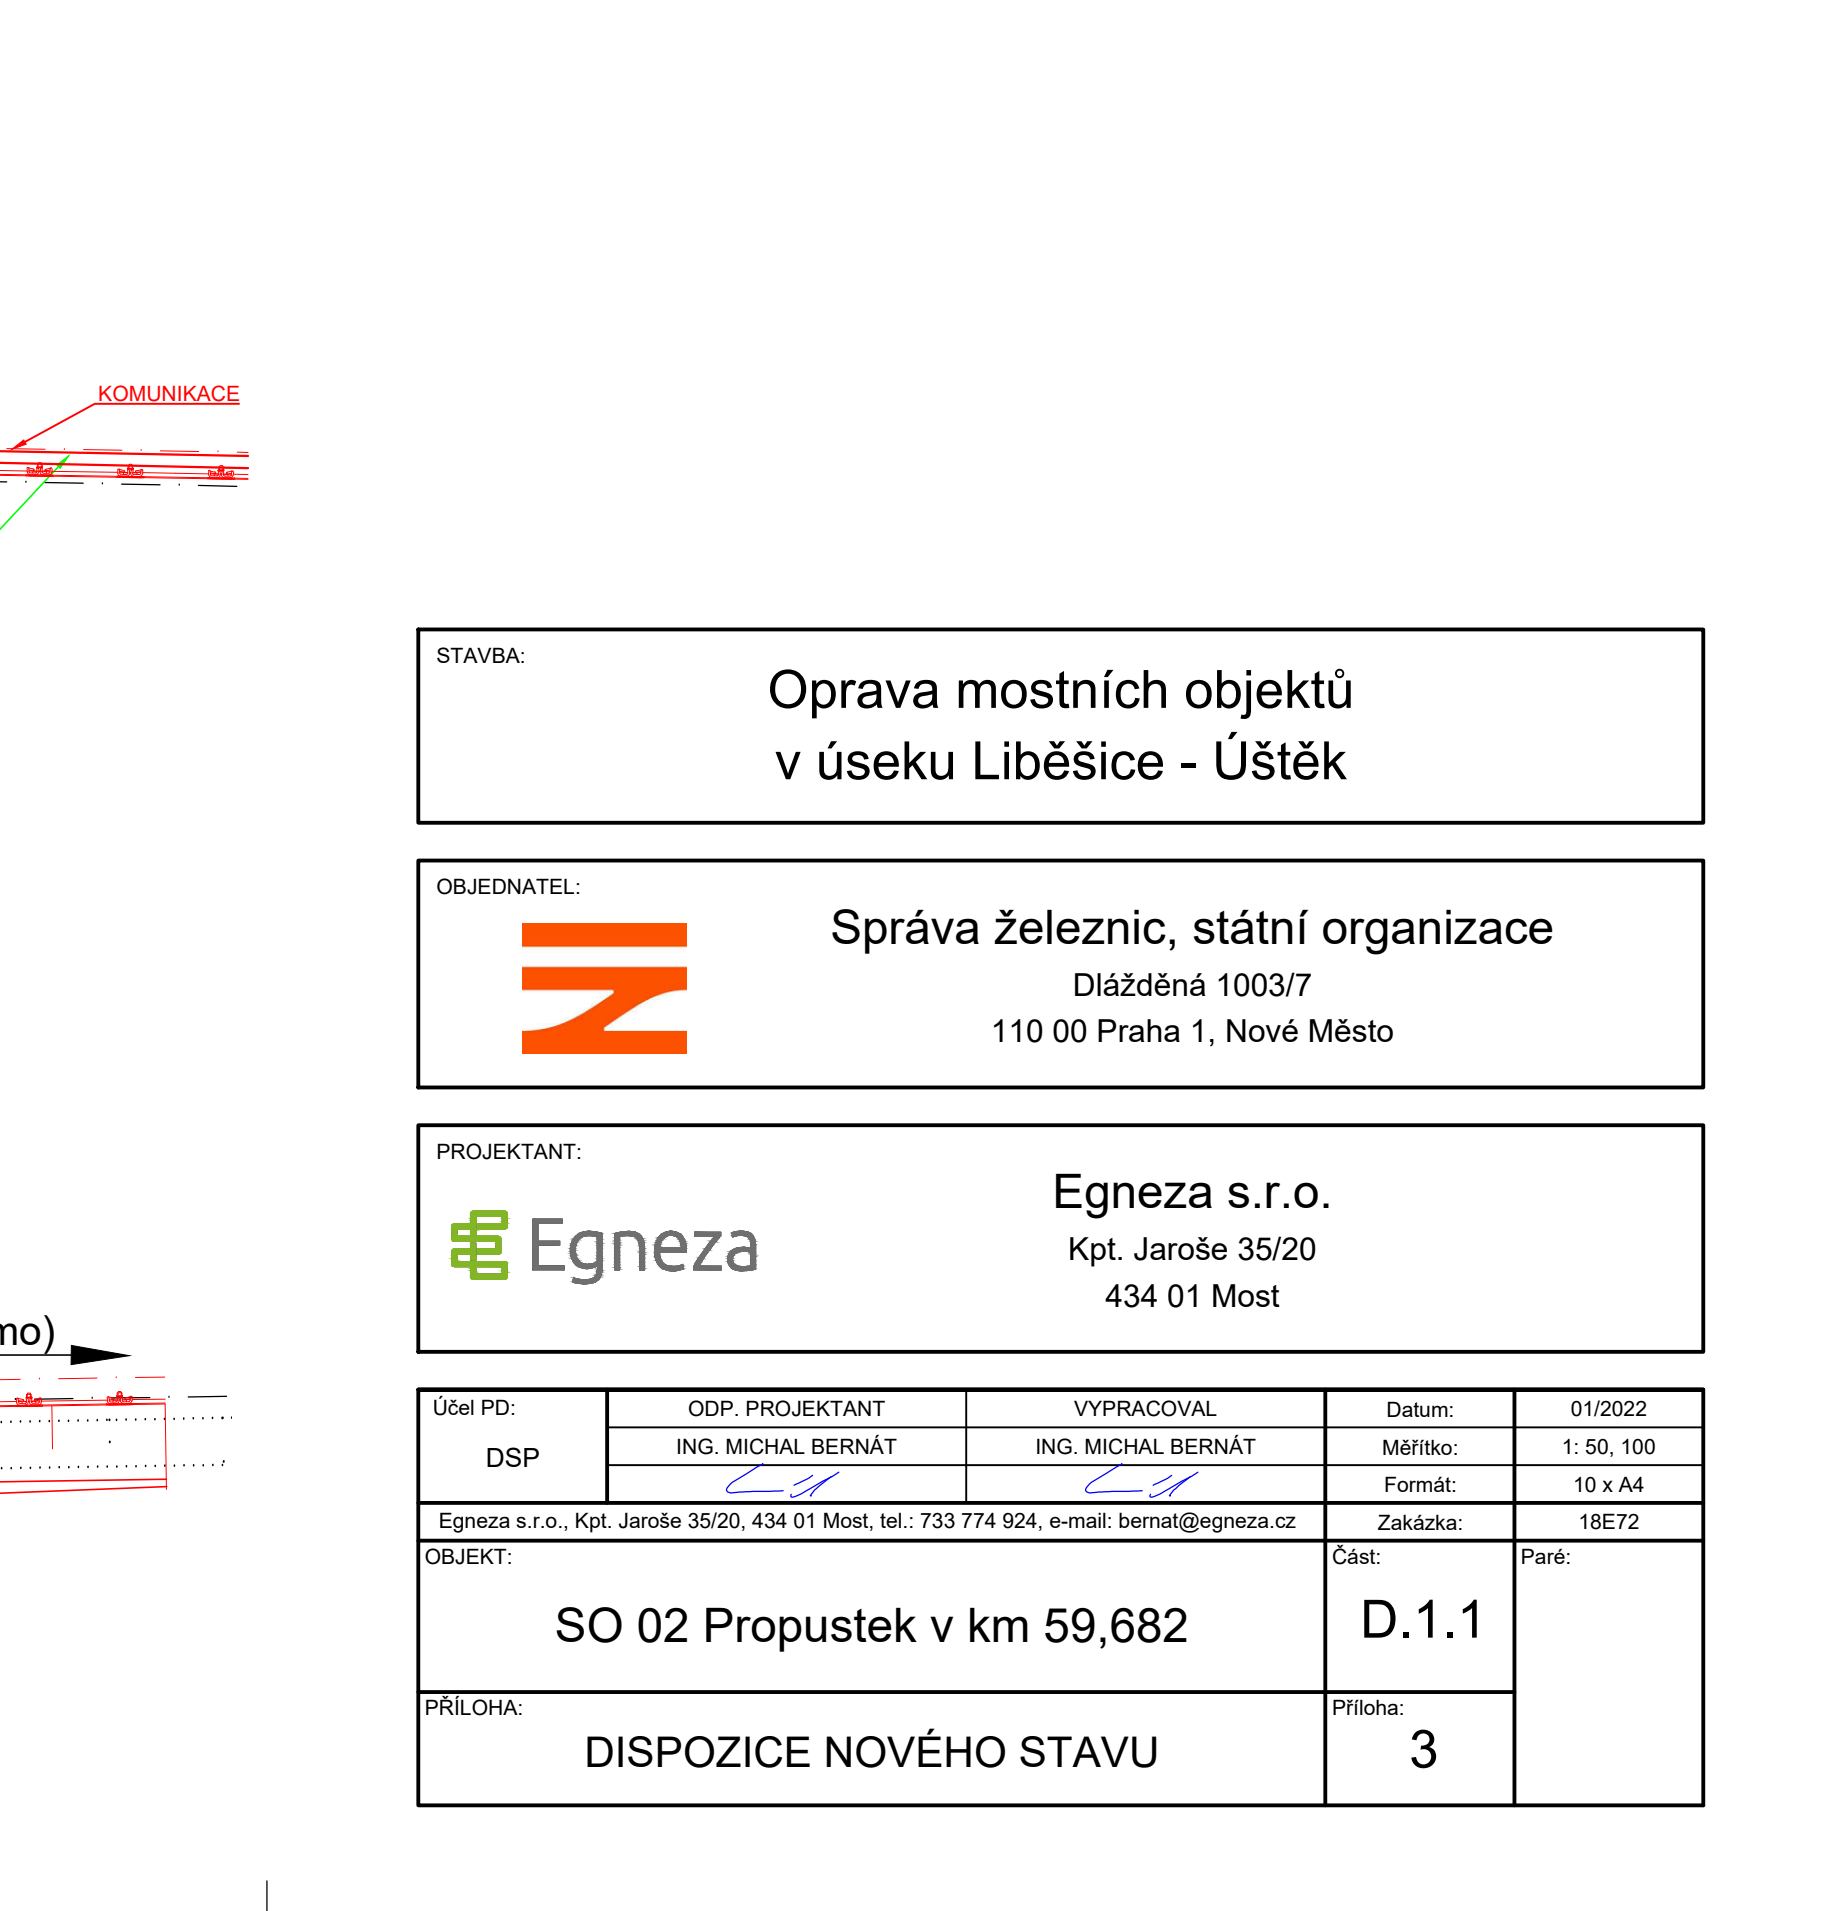 KOMUNIKACE
STAVBA:
Oprava mostních objektů
v úseku Liběšice - Úštěk
OBJEDNATEL:
Správa železnic, státní organizace
Dlážděná 1003/7
110 00 Praha 1, Nové Město
PROJEKTANT:
Egneza
Egneza s.r.o.
Kpt. Jaroše 35/20
434 01 Most
Účel PD:
DSP
ODP. PROJEKTANT
VYPRACOVAL
Datum:
01/2022
ING. MICHAL BERNÁT
ING. MICHAL BERNÁT
Měřítko:
1: 50, 100
Formát:
10 x A4
Egneza s.r.o., Kpt. Jaroše 35/20, 434 01 Most, tel.: 733 774 924, e-mail: bernat@egneza.cz
Zakázka:
18E72
OBJEKT:
SO 02 Propustek v km 59,682
Část:
D.1.1
Paré:
PŘÍLOHA:
DISPOZICE NOVÉHO STAVU
Příloha:
3